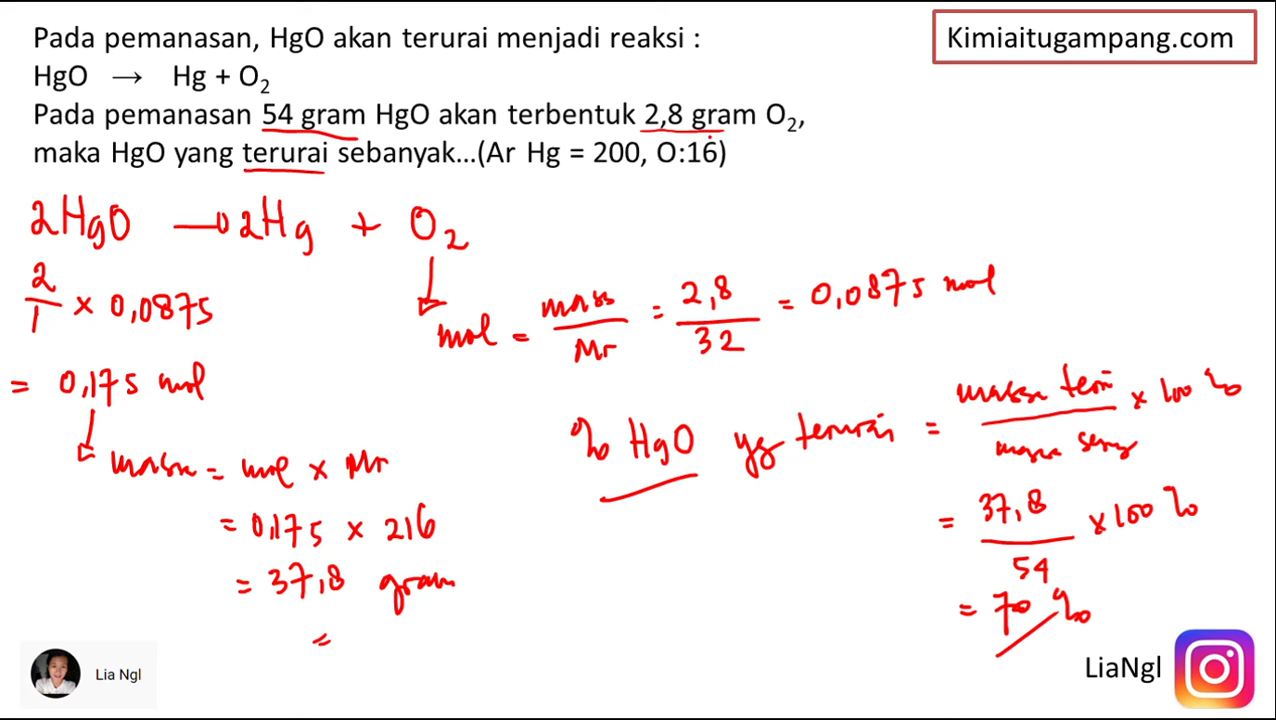 Pada pemanasan, HgO akan terurai menjadi reaksi :
Kimiaitugampang.com
HgO → Hg + O₂
Pada pemanasan 54 gram HgO akan terbentuk 2,8 gram O₂,
maka HgO yang terurai sebanyak...(Ar Hg = 200, O:16)
2HgO → 2Hg + O₂
2/1 × 0,0875
mol = massa/Mr = 2,8/32 = 0,0875 mol
= 0,175 mol
massa = mol × Mr
= 0,175 × 216
= 37,8 gram
=
% HgO yg terurai = massa / massa × 100 %
= 37,8/54 × 100 %
= 70 %
Lia Ngl
LiaNgl